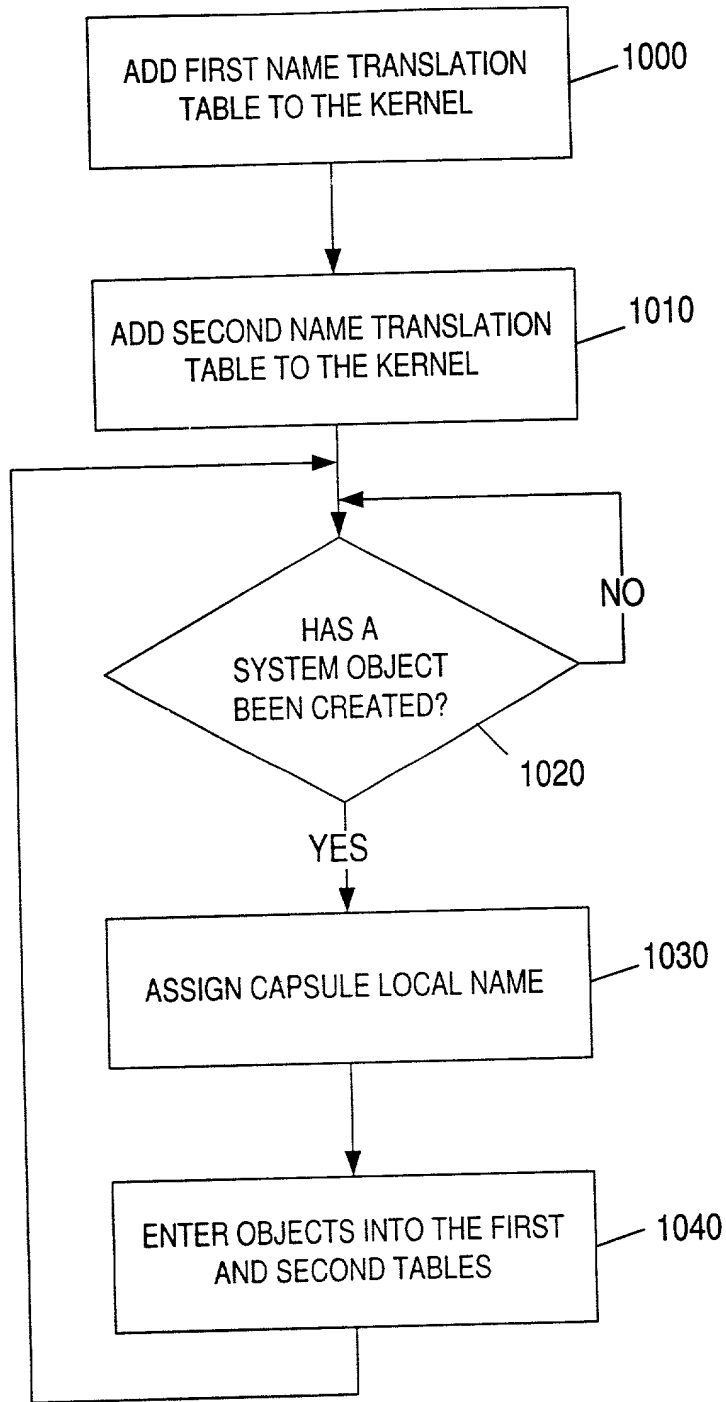 ADD FIRST NAME TRANSLATION
TABLE TO THE KERNEL
1000
ADD SECOND NAME TRANSLATION
TABLE TO THE KERNEL
1010
HAS A
SYSTEM OBJECT
BEEN CREATED?
NO
1020
YES
ASSIGN CAPSULE LOCAL NAME
1030
ENTER OBJECTS INTO THE FIRST
AND SECOND TABLES
1040